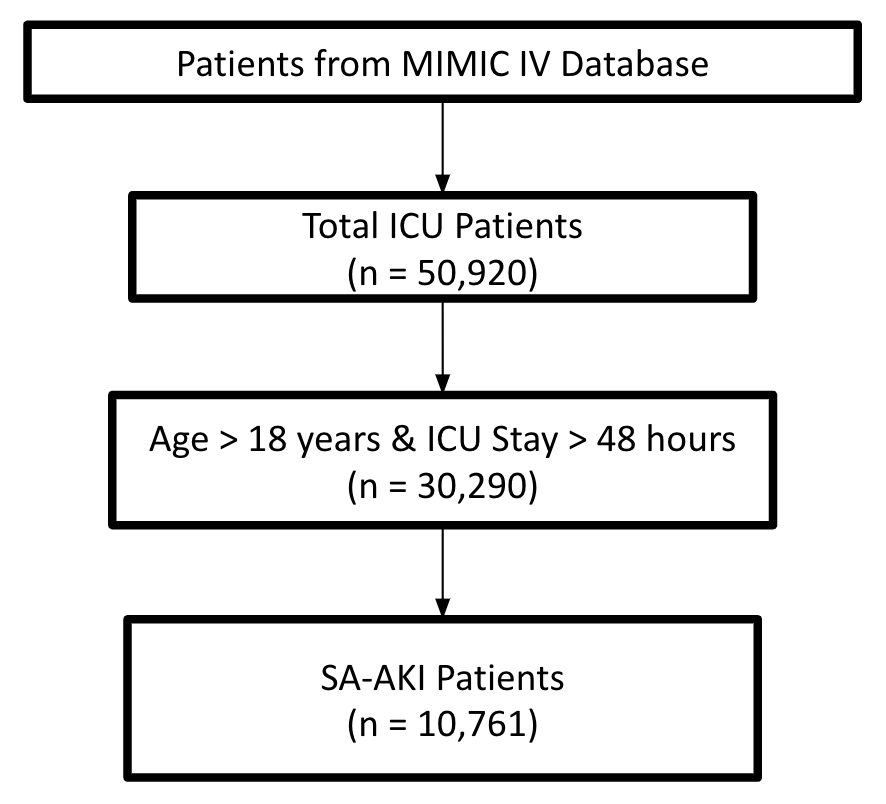 Patients from MIMIC IV Database
Total ICU Patients
(n = 50,920)
Age > 18 years & ICU Stay > 48 hours
(n = 30,290)
SA-AKI Patients
(n = 10,761)